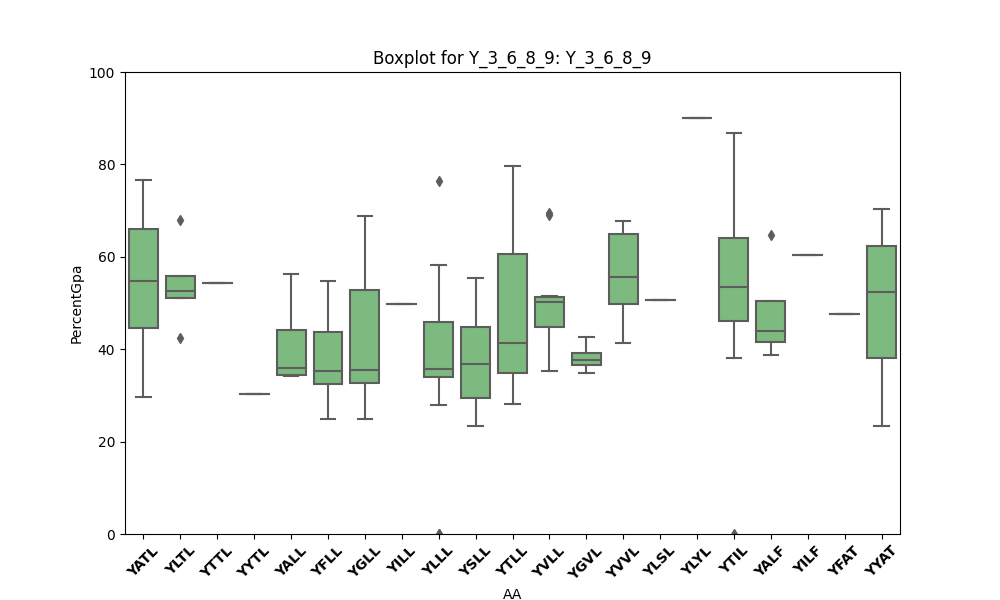 Boxplot for Y_3_6_8_9: Y_3_6_8_9
100
80
60
40
20
0
PercentGpa
YATL YLTL YTTL YYTL YALL YFLL YGLL YILL YLLL YSLL YTLL YVLL YGVL YVVL YLSL YLYL YTIL YALF YILF YFAT YYAT
AA